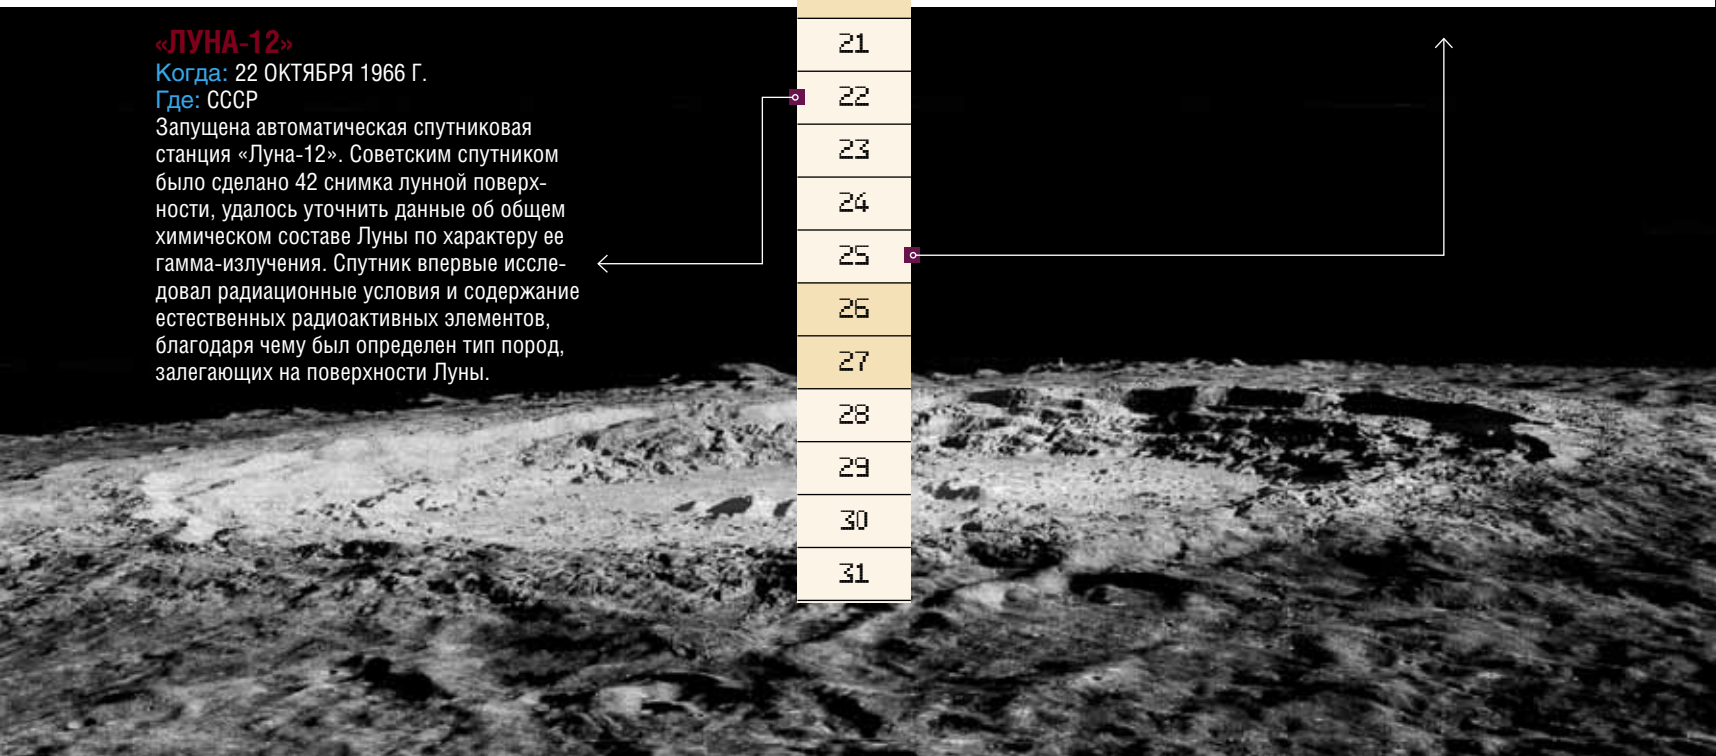 «ЛУНА-12»
Когда: 22 ОКТЯБРЯ 1966 Г.
Где: СССР
Запущена автоматическая спутниковая
станция «Луна-12». Советским спутником
было сделано 42 снимка лунной поверх-
ности, удалось уточнить данные об общем
химическом составе Луны по характеру ее
гамма-излучения. Спутник впервые иссле-
довал радиационные условия и содержание
естественных радиоактивных элементов,
благодаря чему был определен тип пород,
залегающих на поверхности Луны.
21
22
23
24
25
26
27
28
29
30
31